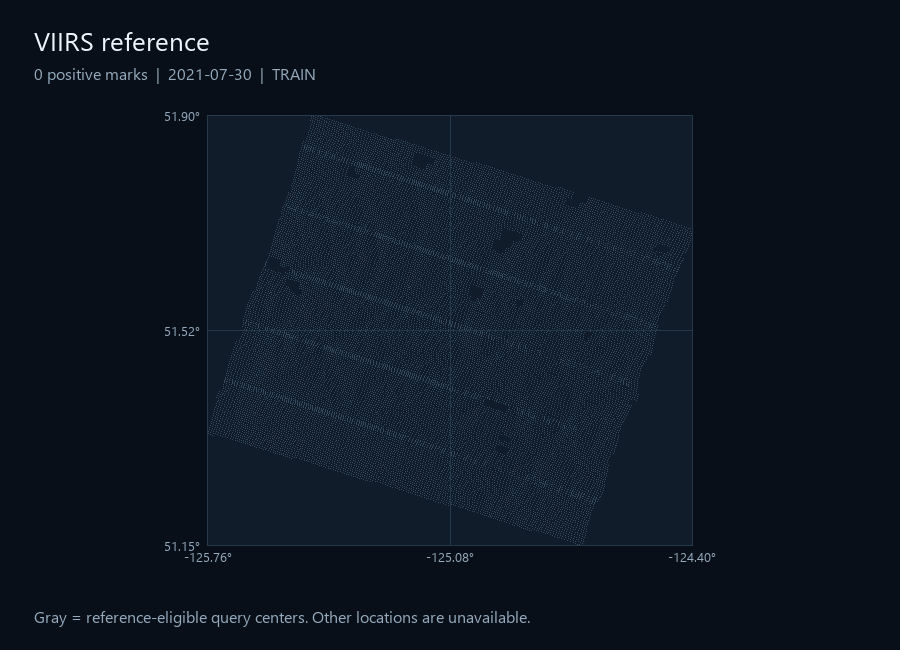 VIIRS reference
0 positive marks | 2021-07-30 | TRAIN
51.90°
51.52°
51.15°
-125.76° -125.08° -124.40°
Gray = reference-eligible query centers. Other locations are unavailable.